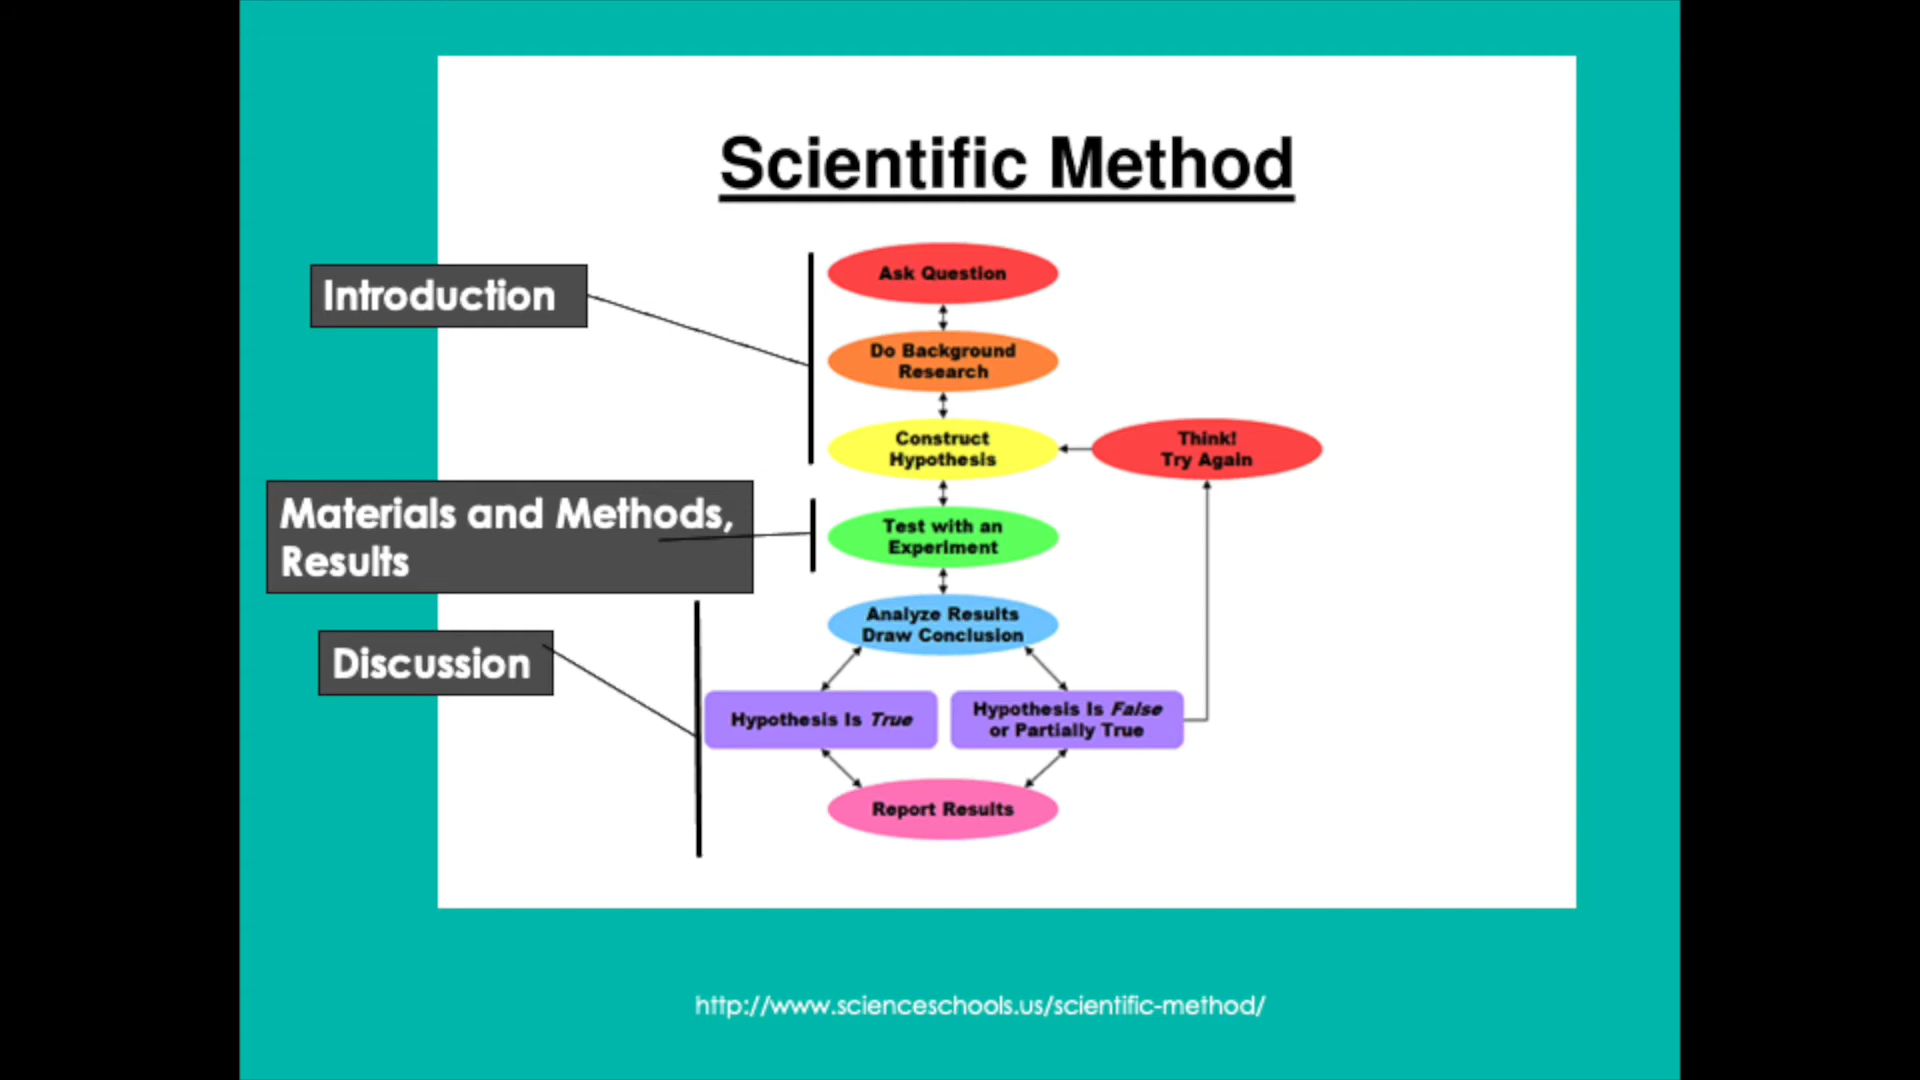 Scientific Method
Introduction
Ask Question
Do Background
Research
Construct
Hypothesis
Think!
Try Again
Materials and Methods,
Results
Test with an
Experiment
Discussion
Analyze Results
Draw Conclusion
Hypothesis Is True
Hypothesis Is False
or Partially True
Report Results
http://www.scienceschools.us/scientific-method/